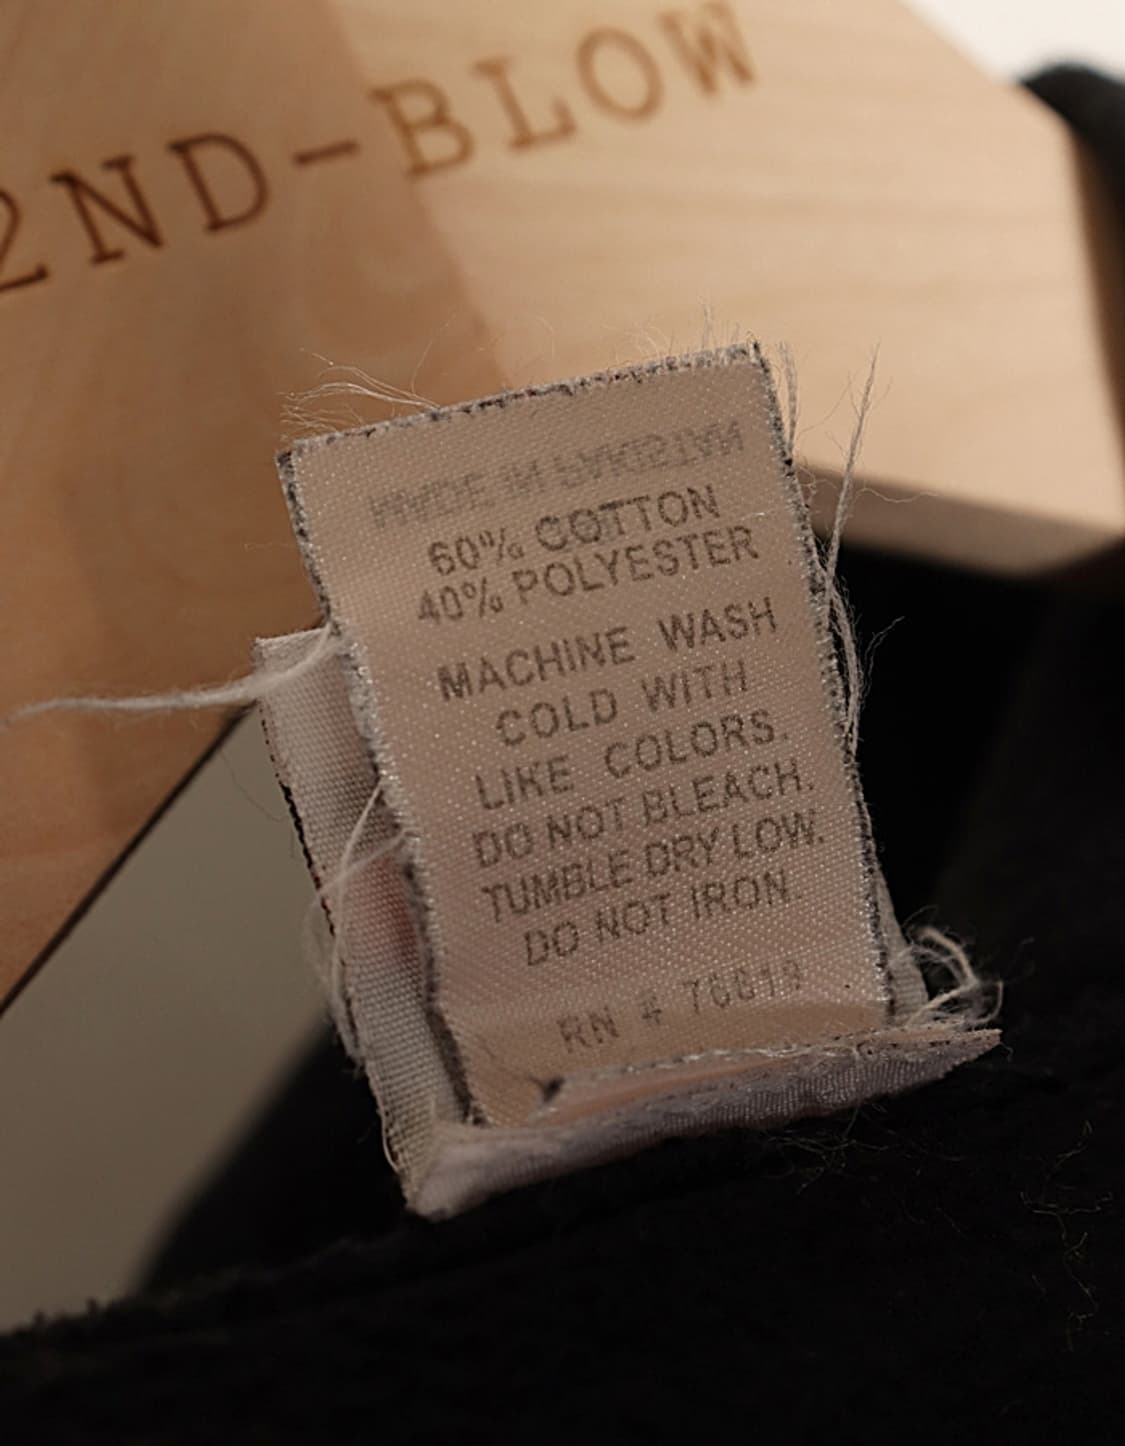 2ND-BLOW
60% COTTON
40% POLYESTER
MACHINE WASH
COLD WITH
LIKE COLORS.
DO NOT BLEACH.
TUMBLE DRY LOW.
DO NOT IRON.
RN #